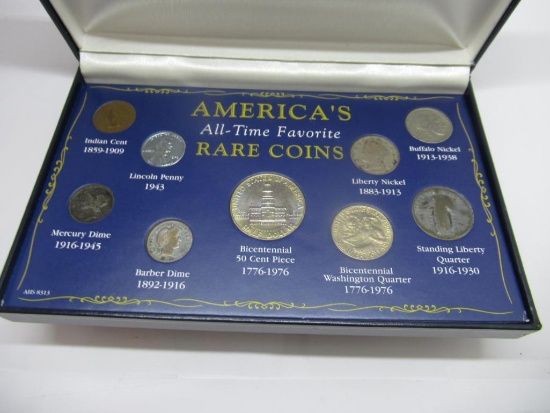 AMERICA'S
All-Time Favorite
RARE COINS
Indian Cent
1859-1909
Lincoln Penny
1943
Liberty Nickel
1883-1913
Buffalo Nickel
1913-1938
Mercury Dime
1916-1945
Barber Dime
1892-1916
Bicentennial
50 Cent Piece
1776-1976
Bicentennial
Washington Quarter
1776-1976
Standing Liberty
Quarter
1916-1930